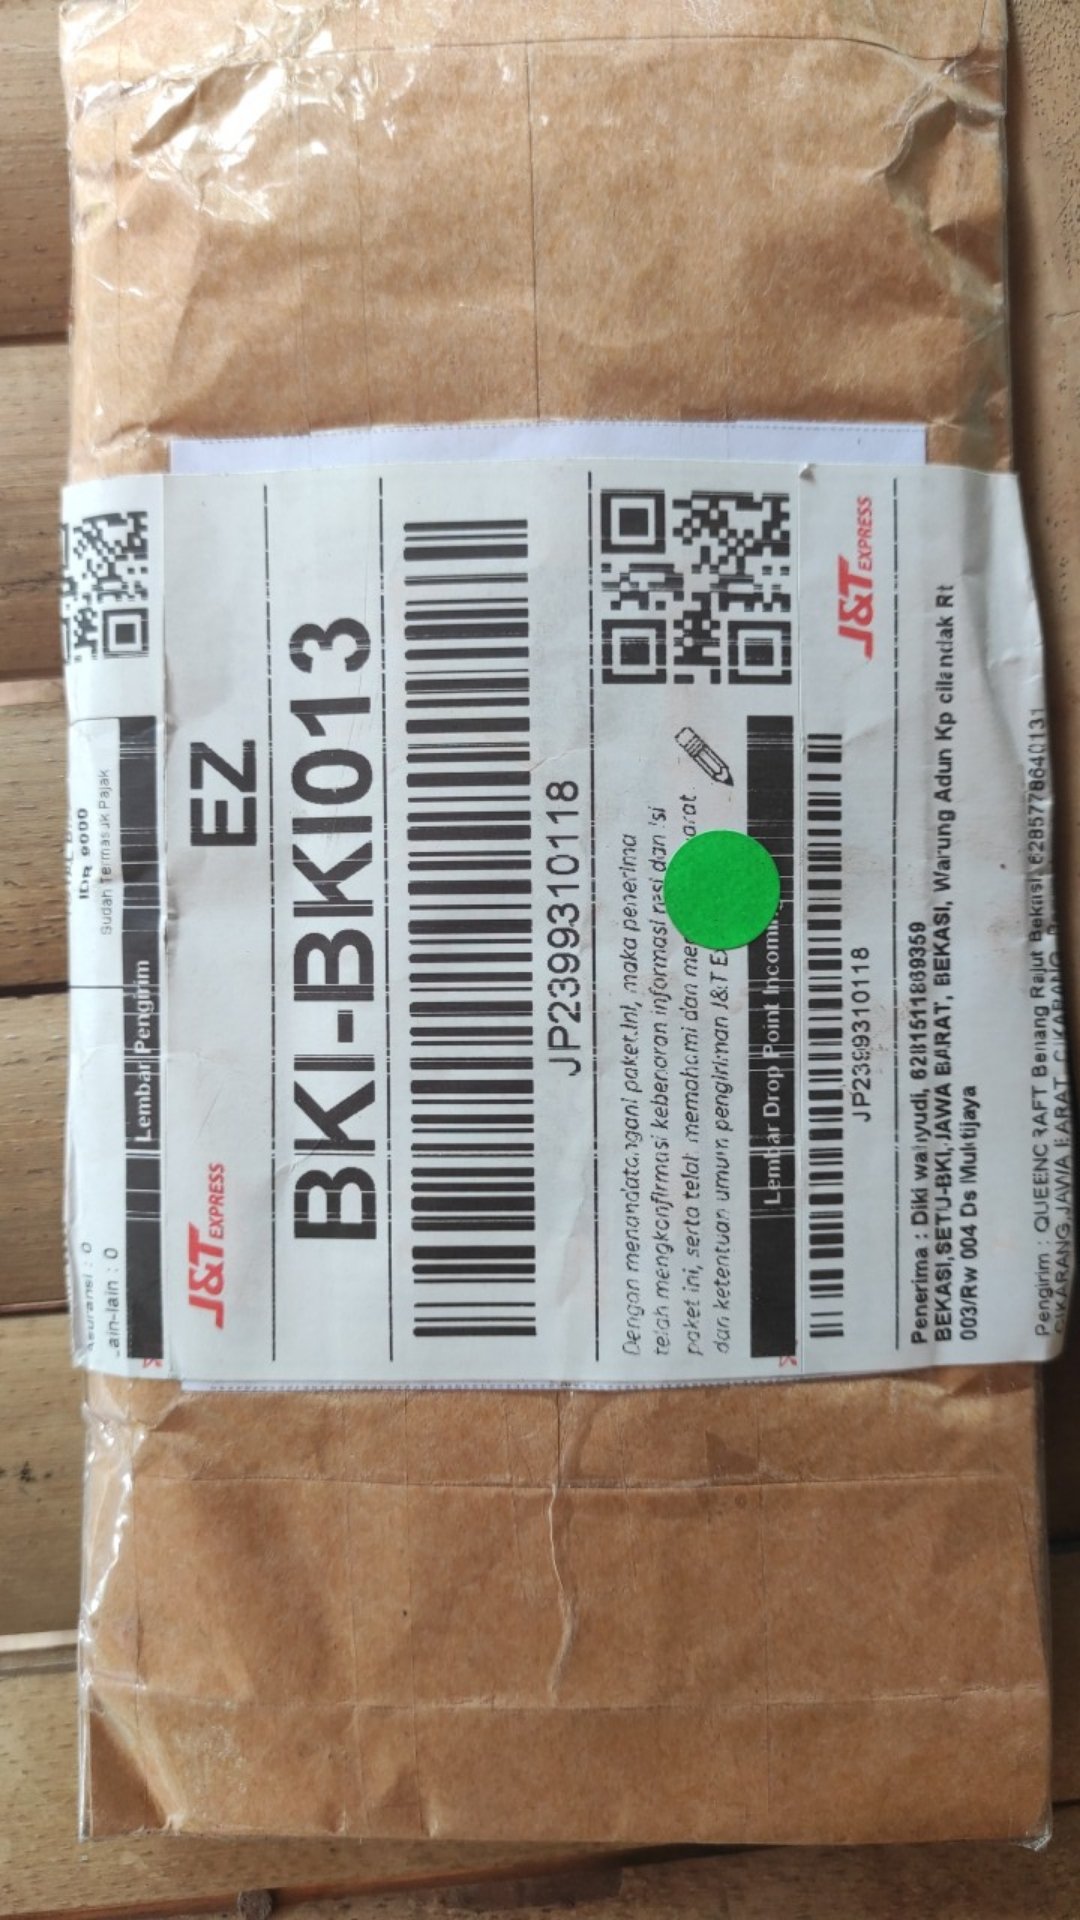 IDR 9000
Sudah Termasuk Pajak
Asuransi : 0
Lain-lain : 0
Lembar Pengirim
J&T EXPRESS
EZ
BKI-BKI013
JP2399310118
Dengan menandatangani paket ini, maka penerima
telah mengkonfirmasi kebenaran informasi resi dan isi
paket ini, serta telah memahami dan
dan ketentuan umum pengiriman J&T
Lembar Drop Point Incoming
J&T EXPRESS
JP2399310118
Penerima : Diki wahyudi, 6281511869359
BEKASI,SETU-BKI, JAWA BARAT, BEKASI, Warung Adun Kp cilandak Rt
003/Rw 004 Ds Muktijaya
Pengirim : QUEENCRAFT Benang Rajut Bekasi, 6285778640131
CIKARANG, JAWA BARAT, CIKARANG,